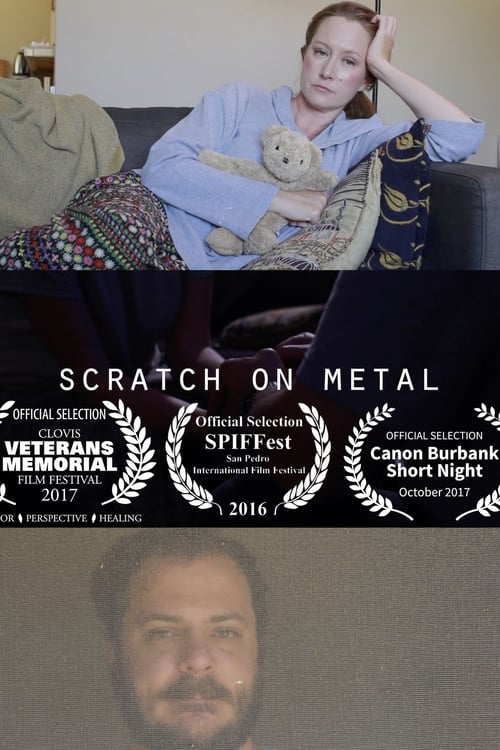 SCRATCH ON METAL
OFFICIAL SELECTION
CLOVIS
VETERANS
MEMORIAL
FILM FESTIVAL
2017
OR PERSPECTIVE HEALING
Official Selection
SPIFFest
San Pedro
International Film Festival
2016
OFFICIAL SELECTION
Canon Burbank
Short Night
October 2017